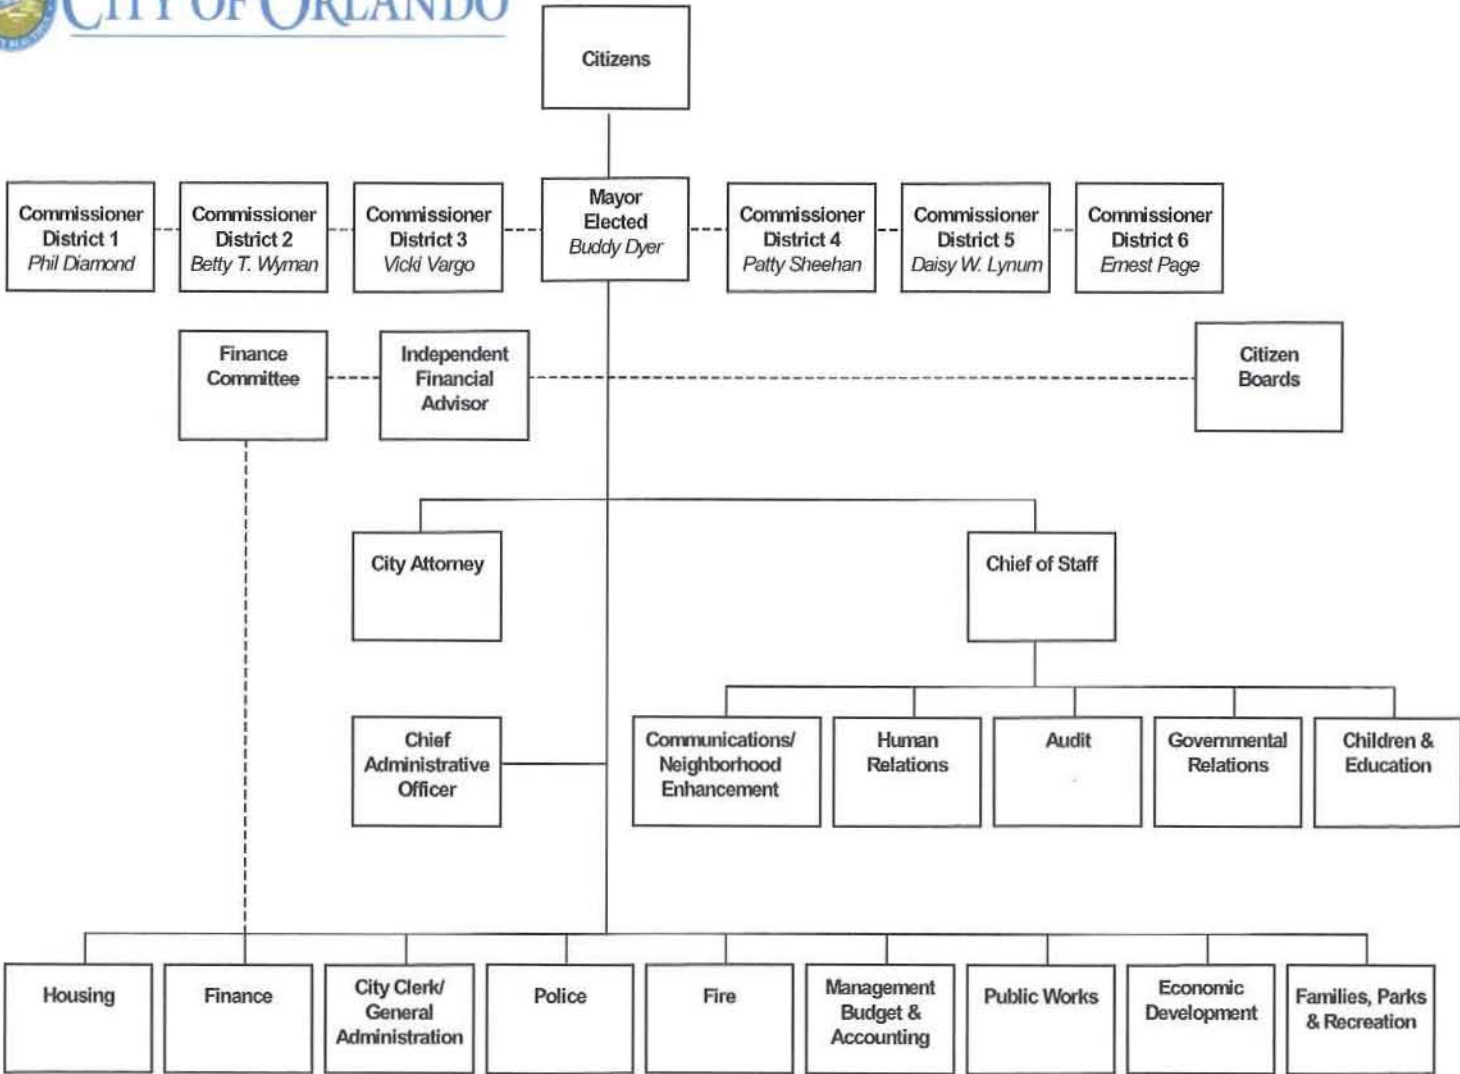 CITY OF ORLANDO
Citizens
Commissioner
District 1
Phil Diamond
Commissioner
District 2
Betty T. Wyman
Commissioner
District 3
Vicki Vargo
Mayor
Elected
Buddy Dyer
Commissioner
District 4
Patty Sheehan
Commissioner
District 5
Daisy W. Lynum
Commissioner
District 6
Ernest Page
Finance
Committee
Independent
Financial
Advisor
Citizen
Boards
City Attorney
Chief of Staff
Chief
Administrative
Officer
Communications/
Neighborhood
Enhancement
Human
Relations
Audit
Governmental
Relations
Children &
Education
Housing
Finance
City Clerk/
General
Administration
Police
Fire
Management
Budget &
Accounting
Public Works
Economic
Development
Families, Parks
& Recreation